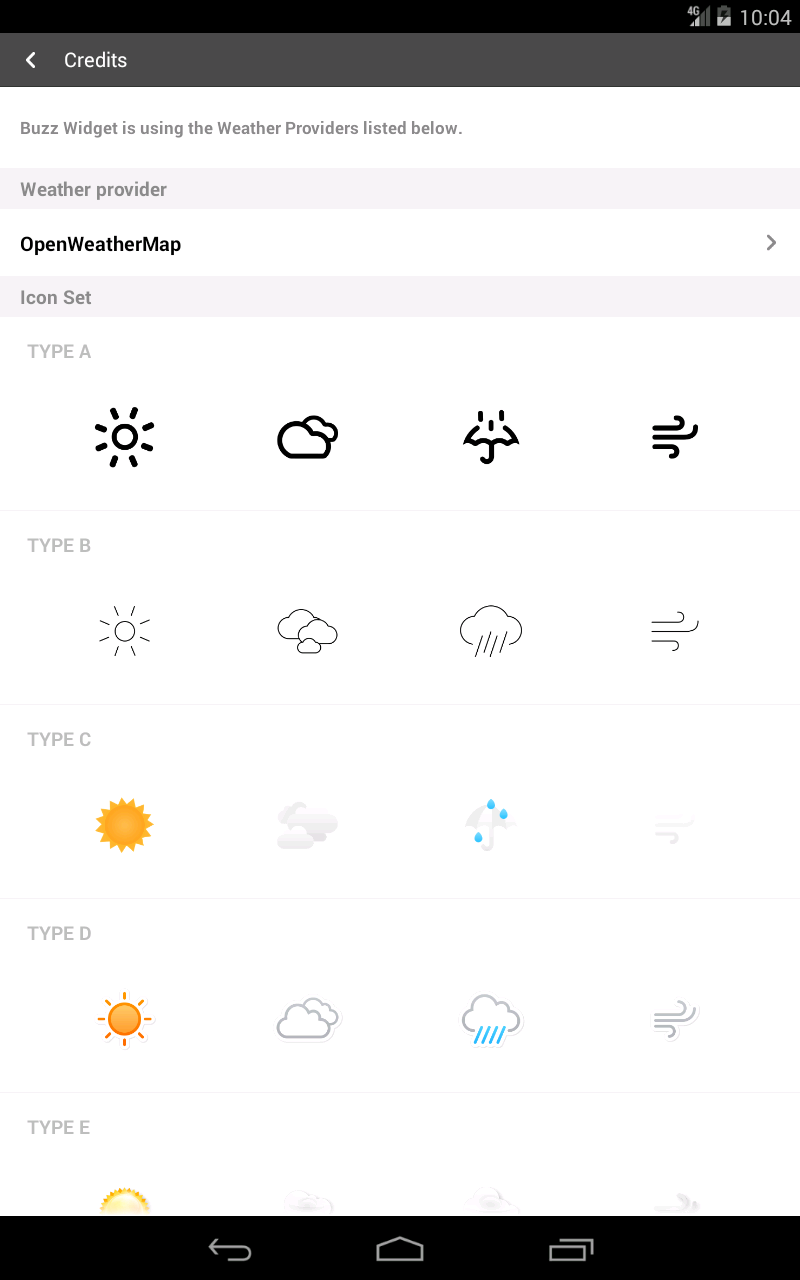 4G 10:04
Credits
Buzz Widget is using the Weather Providers listed below.
Weather provider
OpenWeatherMap
Icon Set
TYPE A
TYPE B
TYPE C
TYPE D
TYPE E